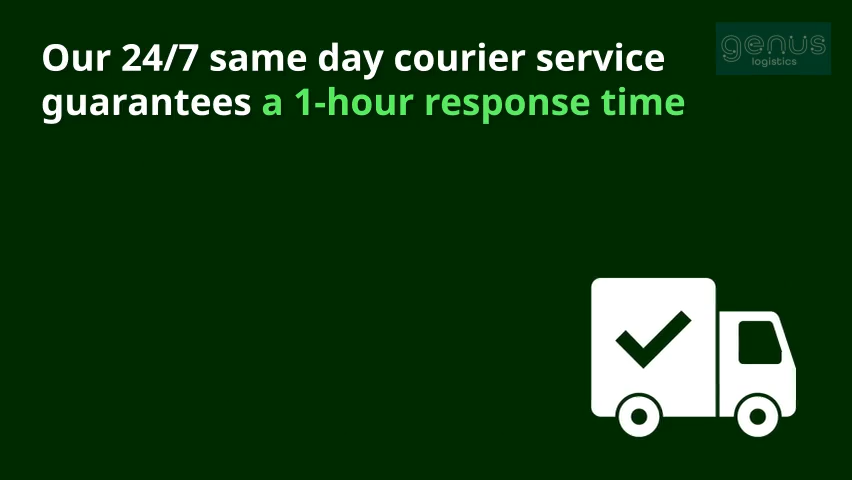 Our 24/7 same day courier service
guarantees a 1-hour response time
genus
logistics